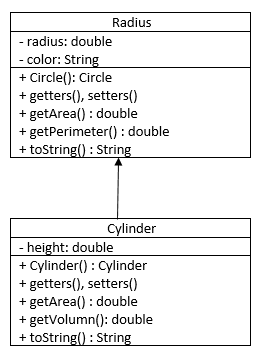 Radius
- radius: double
- color: String
+ Circle(): Circle
+ getters(), setters()
+ getArea() : double
+ getPerimeter() : double
+ toString() : String
Cylinder
- height: double
+ Cylinder() : Cylinder
+ getters(), setters()
+ getArea() : double
+ getVolumn(): double
+ toString() : String